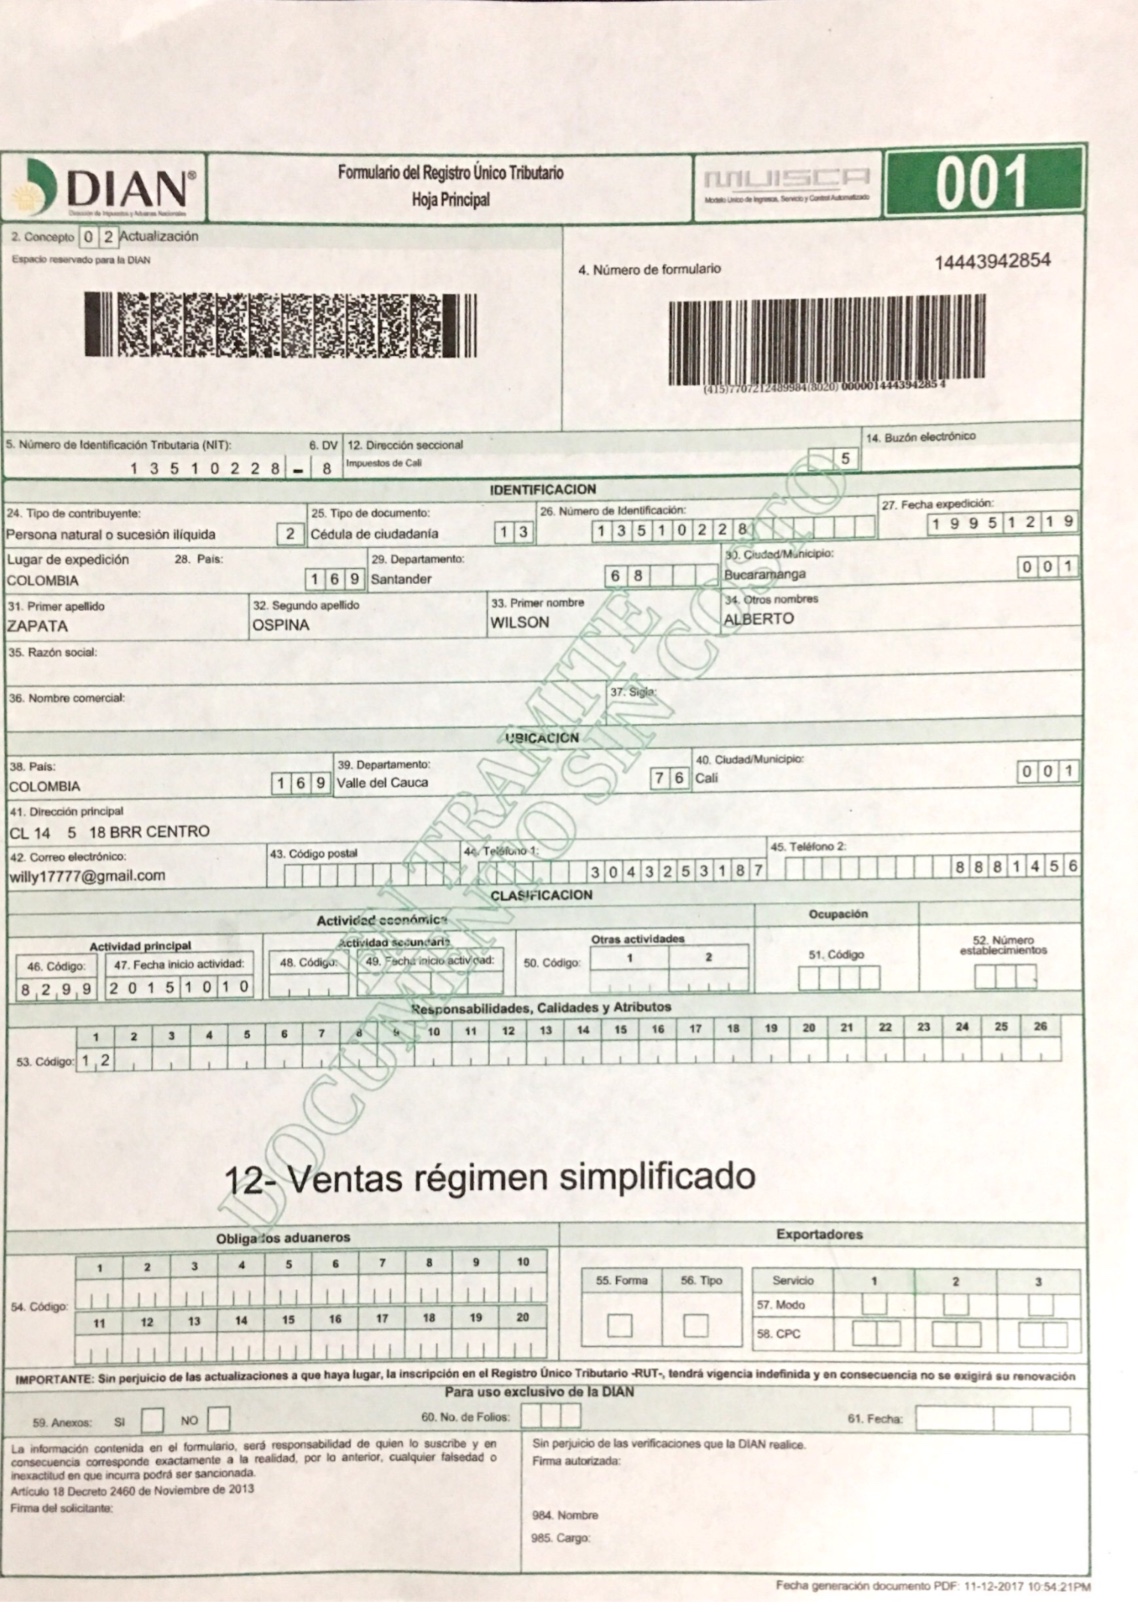 DIAN®
Dirección de Impuestos y Aduanas Nacionales
Formulario del Registro Único Tributario
Hoja Principal
MUISCA
Modelo Único de Ingresos, Servicio y Control Automatizado
001
2. Concepto 0 2 Actualización
Espacio reservado para la DIAN
4. Número de formulario 14443942854
(415)7707212489984(8020) 000001444394285 4
5. Número de Identificación Tributaria (NIT): 6. DV 12. Dirección seccional 14. Buzón electrónico
1 3 5 1 0 2 2 8 - 8 Impuestos de Cali 5
IDENTIFICACION
24. Tipo de contribuyente: 25. Tipo de documento: 26. Número de Identificación: 27. Fecha expedición:
Persona natural o sucesión ilíquida 2 Cédula de ciudadanía 1 3 1 3 5 1 0 2 2 8 1 9 9 5 1 2 1 9
Lugar de expedición 28. País: 29. Departamento: 30. Ciudad/Municipio:
COLOMBIA 1 6 9 Santander 6 8 Bucaramanga 0 0 1
31. Primer apellido 32. Segundo apellido 33. Primer nombre 34. Otros nombres
ZAPATA OSPINA WILSON ALBERTO
35. Razón social:
36. Nombre comercial: 37. Sigla:
UBICACION
38. País: 39. Departamento: 40. Ciudad/Municipio:
COLOMBIA 1 6 9 Valle del Cauca 7 6 Cali 0 0 1
41. Dirección principal
CL 14 5 18 BRR CENTRO
42. Correo electrónico: 43. Código postal 44. Teléfono 1: 45. Teléfono 2:
willy17777@gmail.com 3 0 4 3 2 5 3 1 8 7 8 8 8 1 4 5 6
CLASIFICACION
Actividad económica Ocupación
Actividad principal Actividad secundaria Otras actividades 52. Número establecimientos
46. Código: 47. Fecha inicio actividad: 48. Código: 49. Fecha inicio actividad: 50. Código: 1 2 51. Código
8 2 9 9 2 0 1 5 1 0 1 0
Responsabilidades, Calidades y Atributos
1 2 3 4 5 6 7 8 9 10 11 12 13 14 15 16 17 18 19 20 21 22 23 24 25 26
53. Código: 1 2
12- Ventas régimen simplificado
EN TRAMITE
DOCUMENTO SIN COSTO
Obligados aduaneros Exportadores
1 2 3 4 5 6 7 8 9 10
55. Forma 56. Tipo Servicio 1 2 3
54. Código: 57. Modo
11 12 13 14 15 16 17 18 19 20
58. CPC
IMPORTANTE: Sin perjuicio de las actualizaciones a que haya lugar, la inscripción en el Registro Único Tributario -RUT-, tendrá vigencia indefinida y en consecuencia no se exigirá su renovación
Para uso exclusivo de la DIAN
59. Anexos: SI NO 60. No. de Folios: 61. Fecha:
La información contenida en el formulario, será responsabilidad de quien lo suscribe y en
consecuencia corresponde exactamente a la realidad, por lo anterior, cualquier falsedad o
inexactitud en que incurra podrá ser sancionada.
Artículo 18 Decreto 2460 de Noviembre de 2013
Firma del solicitante:
Sin perjuicio de las verificaciones que la DIAN realice.
Firma autorizada:
984. Nombre
985. Cargo:
Fecha generación documento PDF: 11-12-2017 10:54:21PM